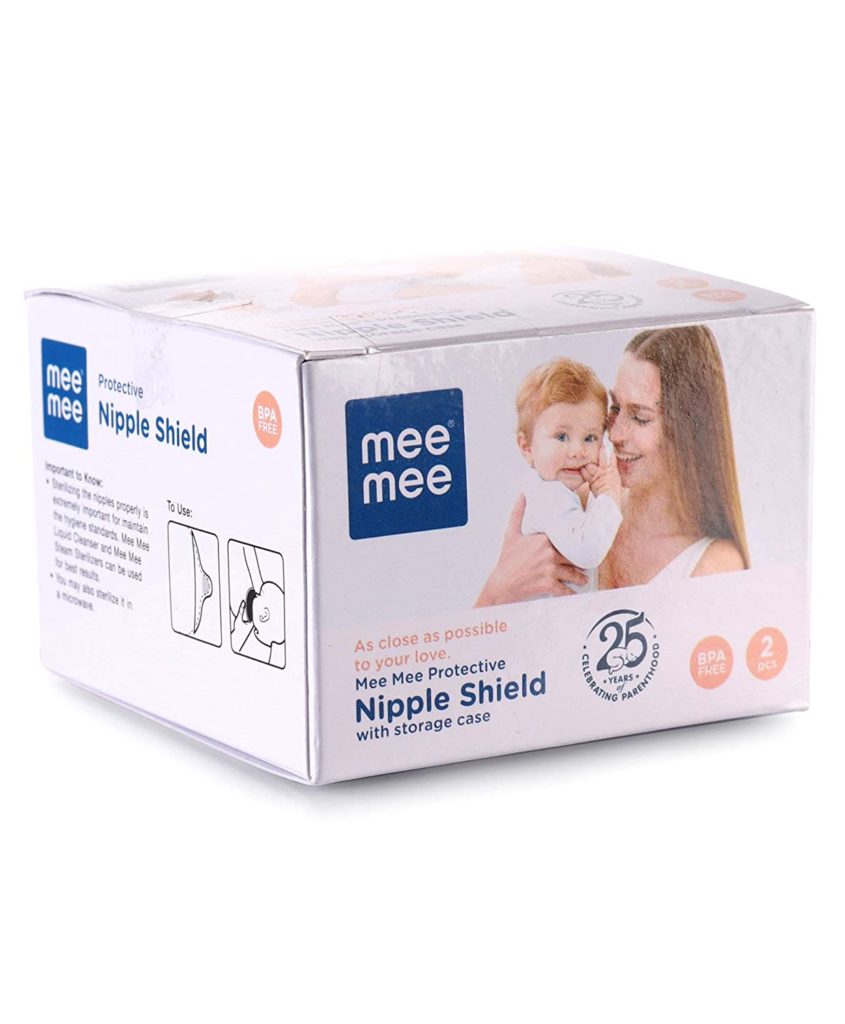 mee
mee
Protective
Nipple Shield
BPA
FREE
Important to Know:
• Sterilizing the nipples properly is
extremely important for maintain
the hygiene standards. Mee Mee
Liquid Cleanser and Mee Mee
Steam Sterilizers can be used
for best results.
• You may also sterilize it in
a microwave.
To Use:
Nipple Shield
25
mee
mee®
As close as possible
to your love.
Mee Mee Protective
Nipple Shield
with storage case
25
• YEARS •
of
• CELEBRATING PARENTHOOD •
BPA
FREE
2
pcs